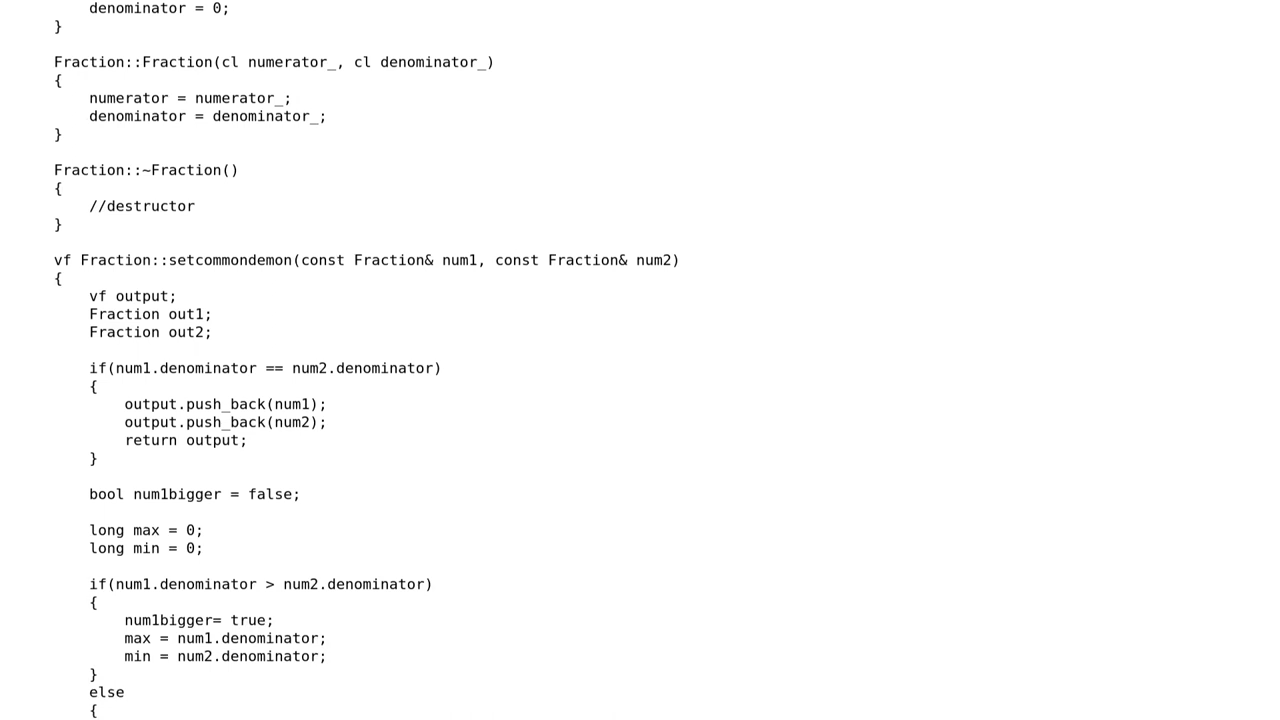 denominator = 0;
}
Fraction::Fraction(cl numerator_, cl denominator_)
{
numerator = numerator_;
denominator = denominator_;
}
Fraction::~Fraction()
{
//destructor
}
vf Fraction::setcommondemon(const Fraction& num1, const Fraction& num2)
{
vf output;
Fraction out1;
Fraction out2;
if(num1.denominator == num2.denominator)
{
output.push_back(num1);
output.push_back(num2);
return output;
}
bool num1bigger = false;
long max = 0;
long min = 0;
if(num1.denominator > num2.denominator)
{
num1bigger= true;
max = num1.denominator;
min = num2.denominator;
}
else
{